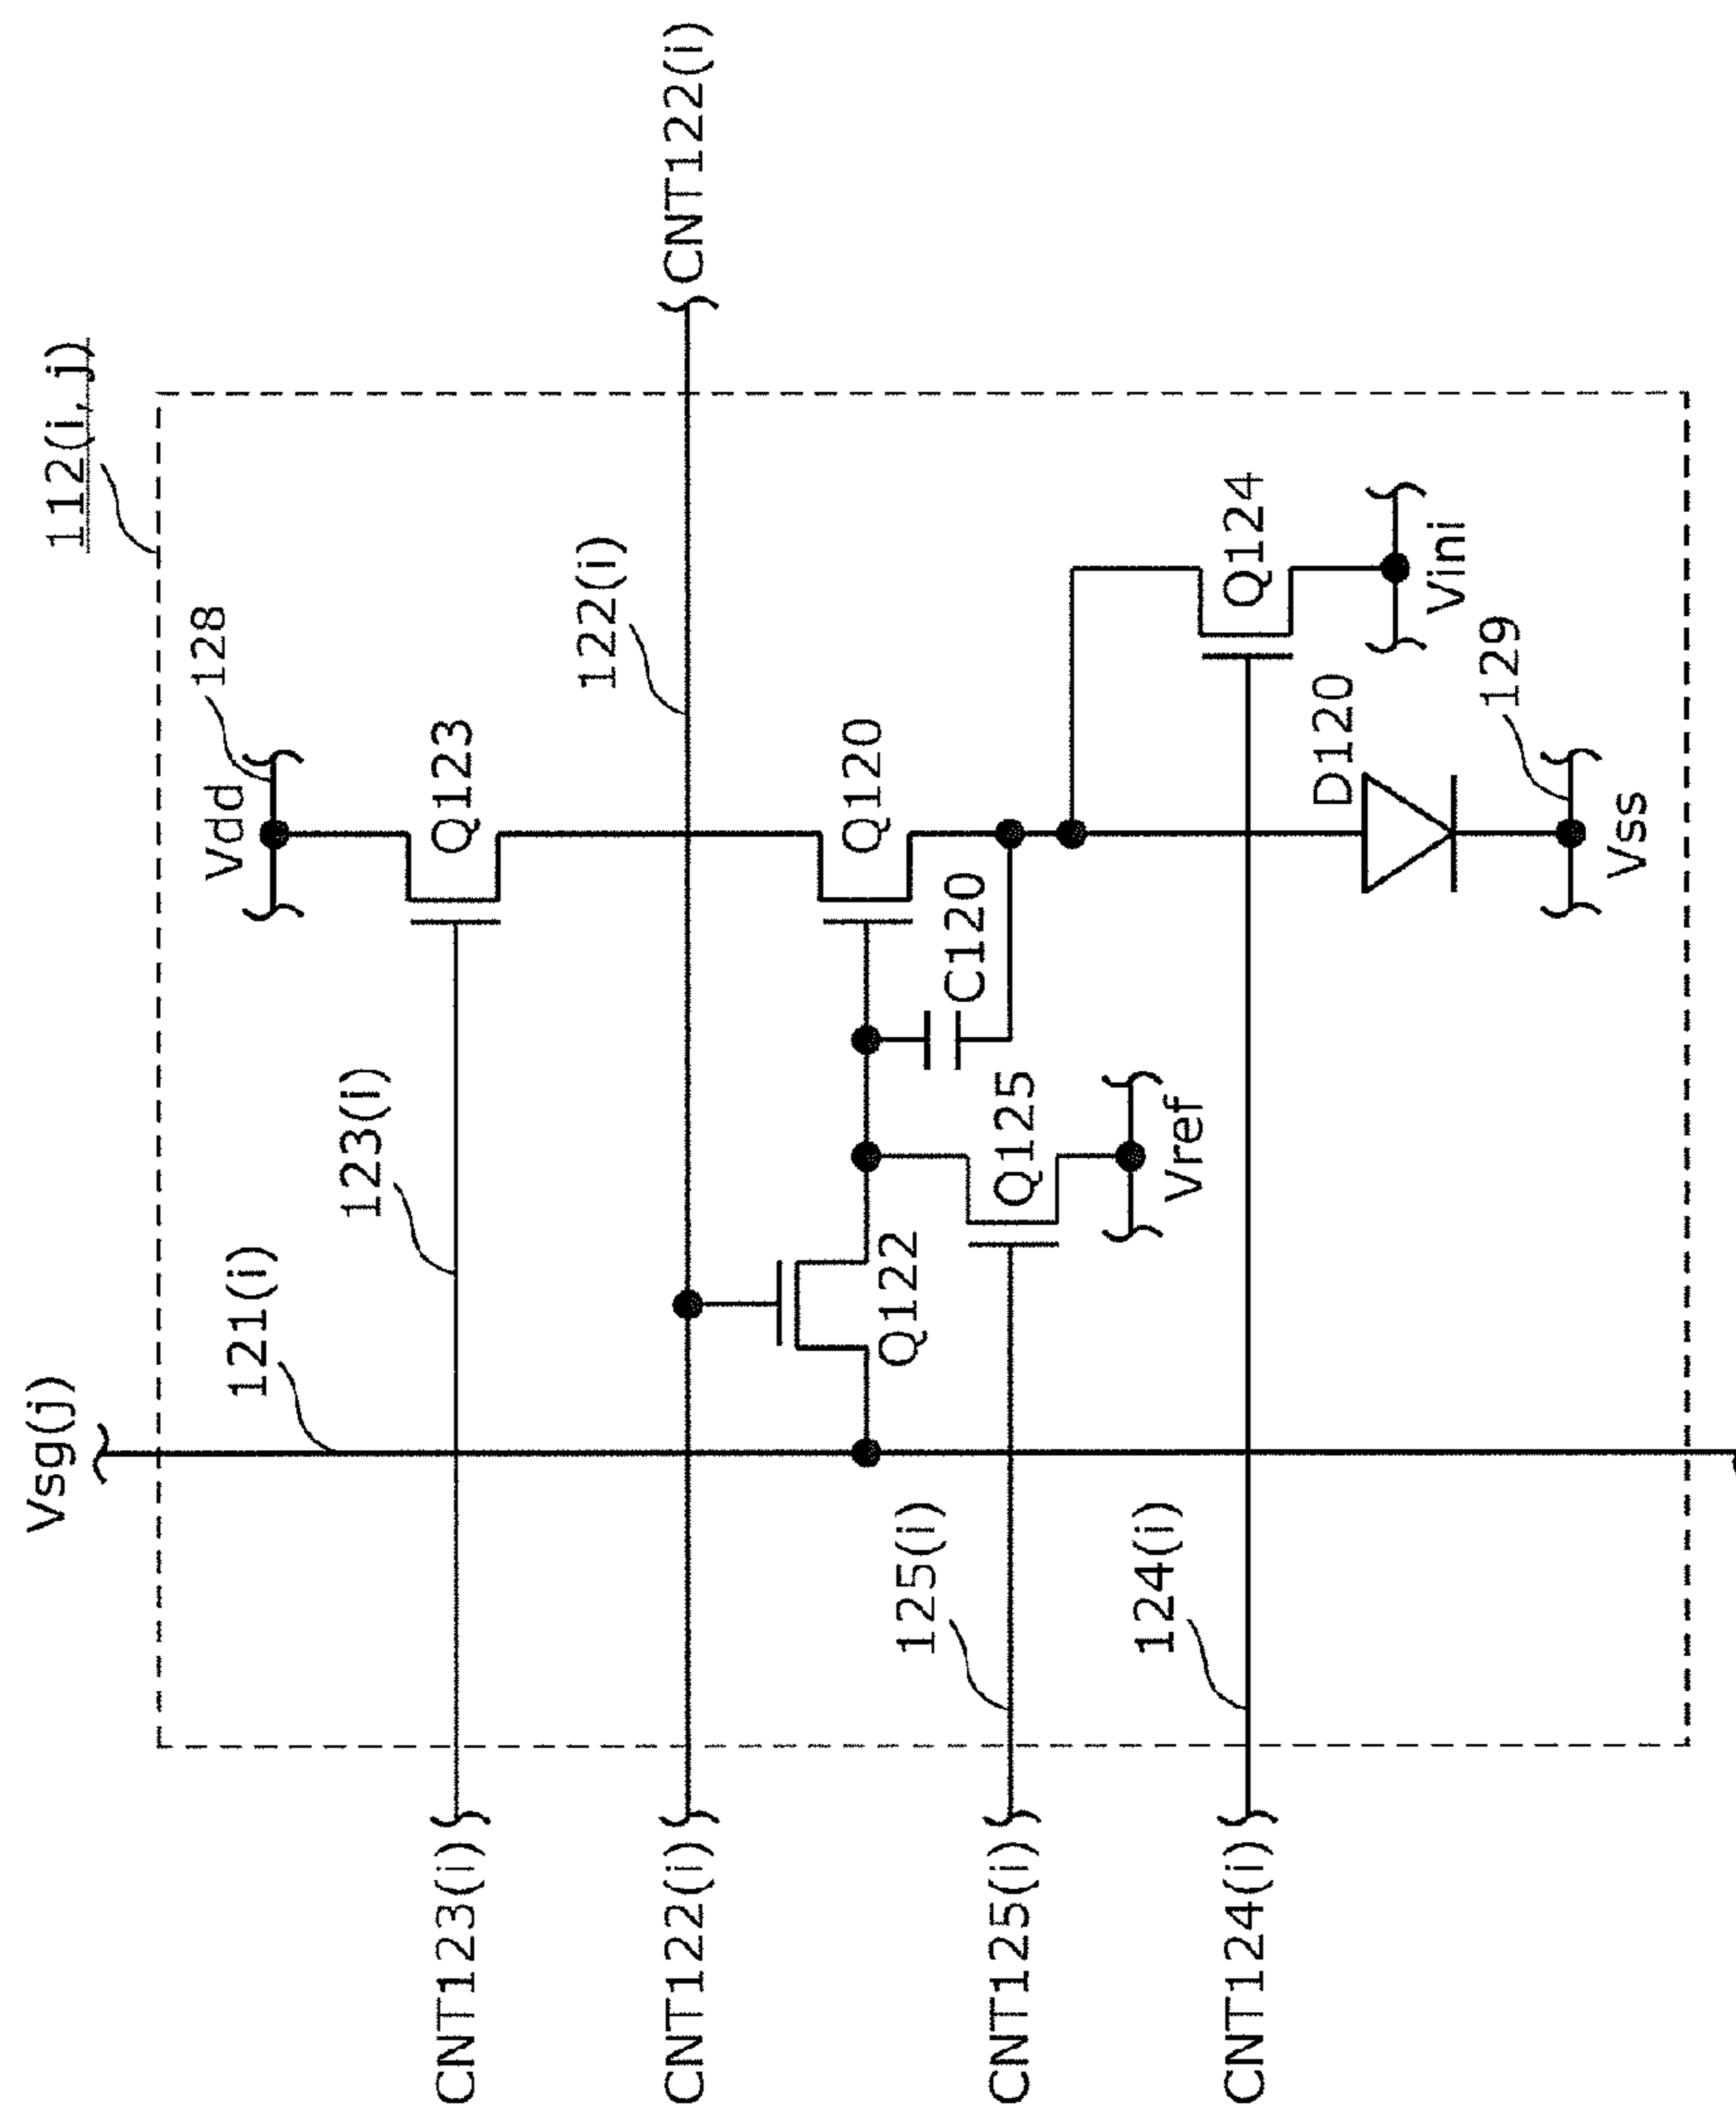 112(i, j)
Vsg(j)
128
Vdd
121(i)
123(i)
Q123
CNT123(i)
122(i)
CNT122(i)
CNT122(i)
Q120
C120
Q122
Q125
125(i)
CNT125(i)
Vref
124(i)
CNT124(i)
Q124
D120
Vini
129
Vss